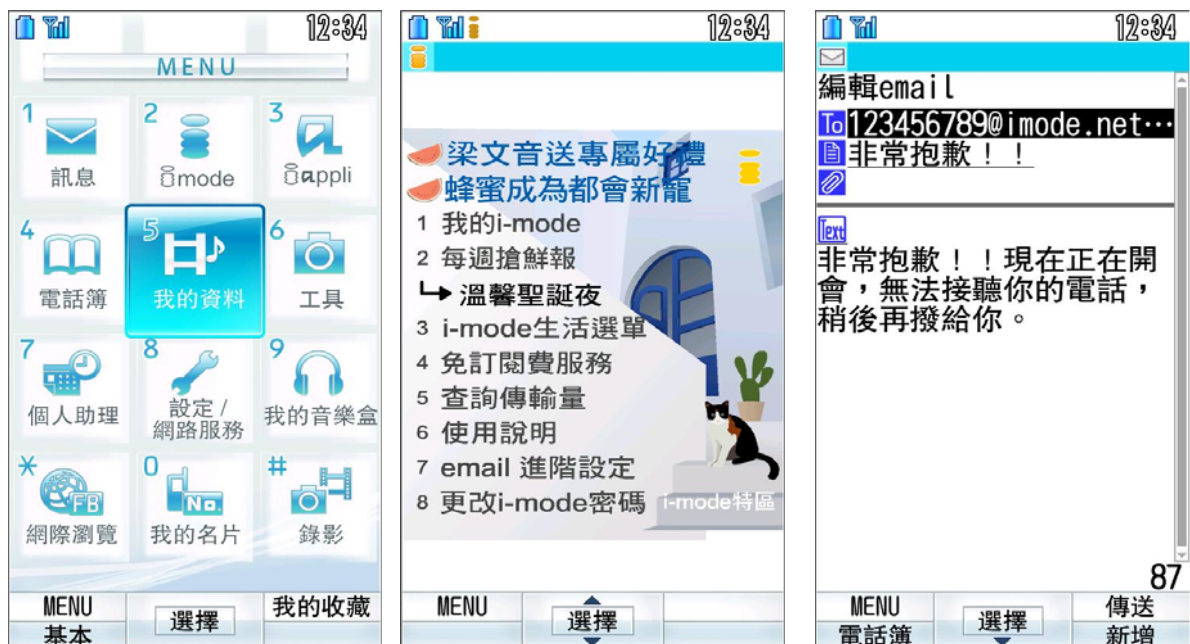 12:34
MENU
1
訊息
2
imode
3
iαppli
4
電話簿
5
我的資料
6
工具
7
個人助理
8
設定 /
網路服務
9
我的音樂盒
*
FB
網際瀏覽
0
No.
我的名片
#
錄影
MENU
選擇
我的收藏
基本
12:34
梁文音送專屬好禮
蜂蜜成為都會新寵
1 我的i-mode
2 每週搶鮮報
溫馨聖誕夜
3 i-mode生活選單
4 免訂閱費服務
5 查詢傳輸量
6 使用說明
7 email 進階設定
8 更改i-mode密碼
i-mode特區
MENU
選擇
12:34
編輯email
To 123456789@imode.net…
非常抱歉！！
Text
非常抱歉！！現在正在開
會，無法接聽你的電話，
稍後再撥給你。
87
MENU
選擇
傳送
電話簿
新增